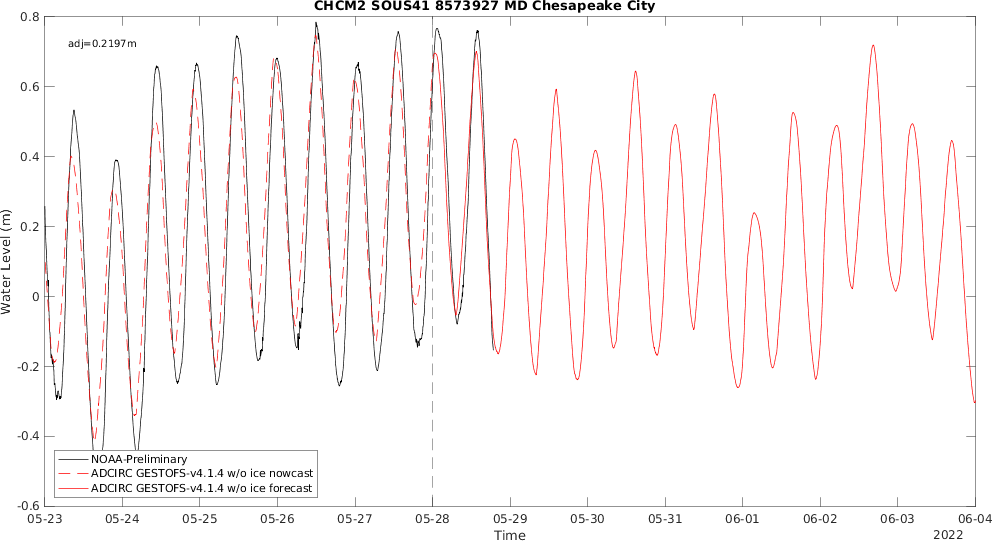 CHCM2 SOUS41 8573927 MD Chesapeake City
adj=0.2197m
0.8
0.6
0.4
0.2
0
-0.2
-0.4
-0.6
Water Level (m)
NOAA-Preliminary
ADCIRC GESTOFS-v4.1.4 w/o ice nowcast
ADCIRC GESTOFS-v4.1.4 w/o ice forecast
05-23 05-24 05-25 05-26 05-27 05-28 05-29 05-30 05-31 06-01 06-02 06-03 06-04
Time
2022